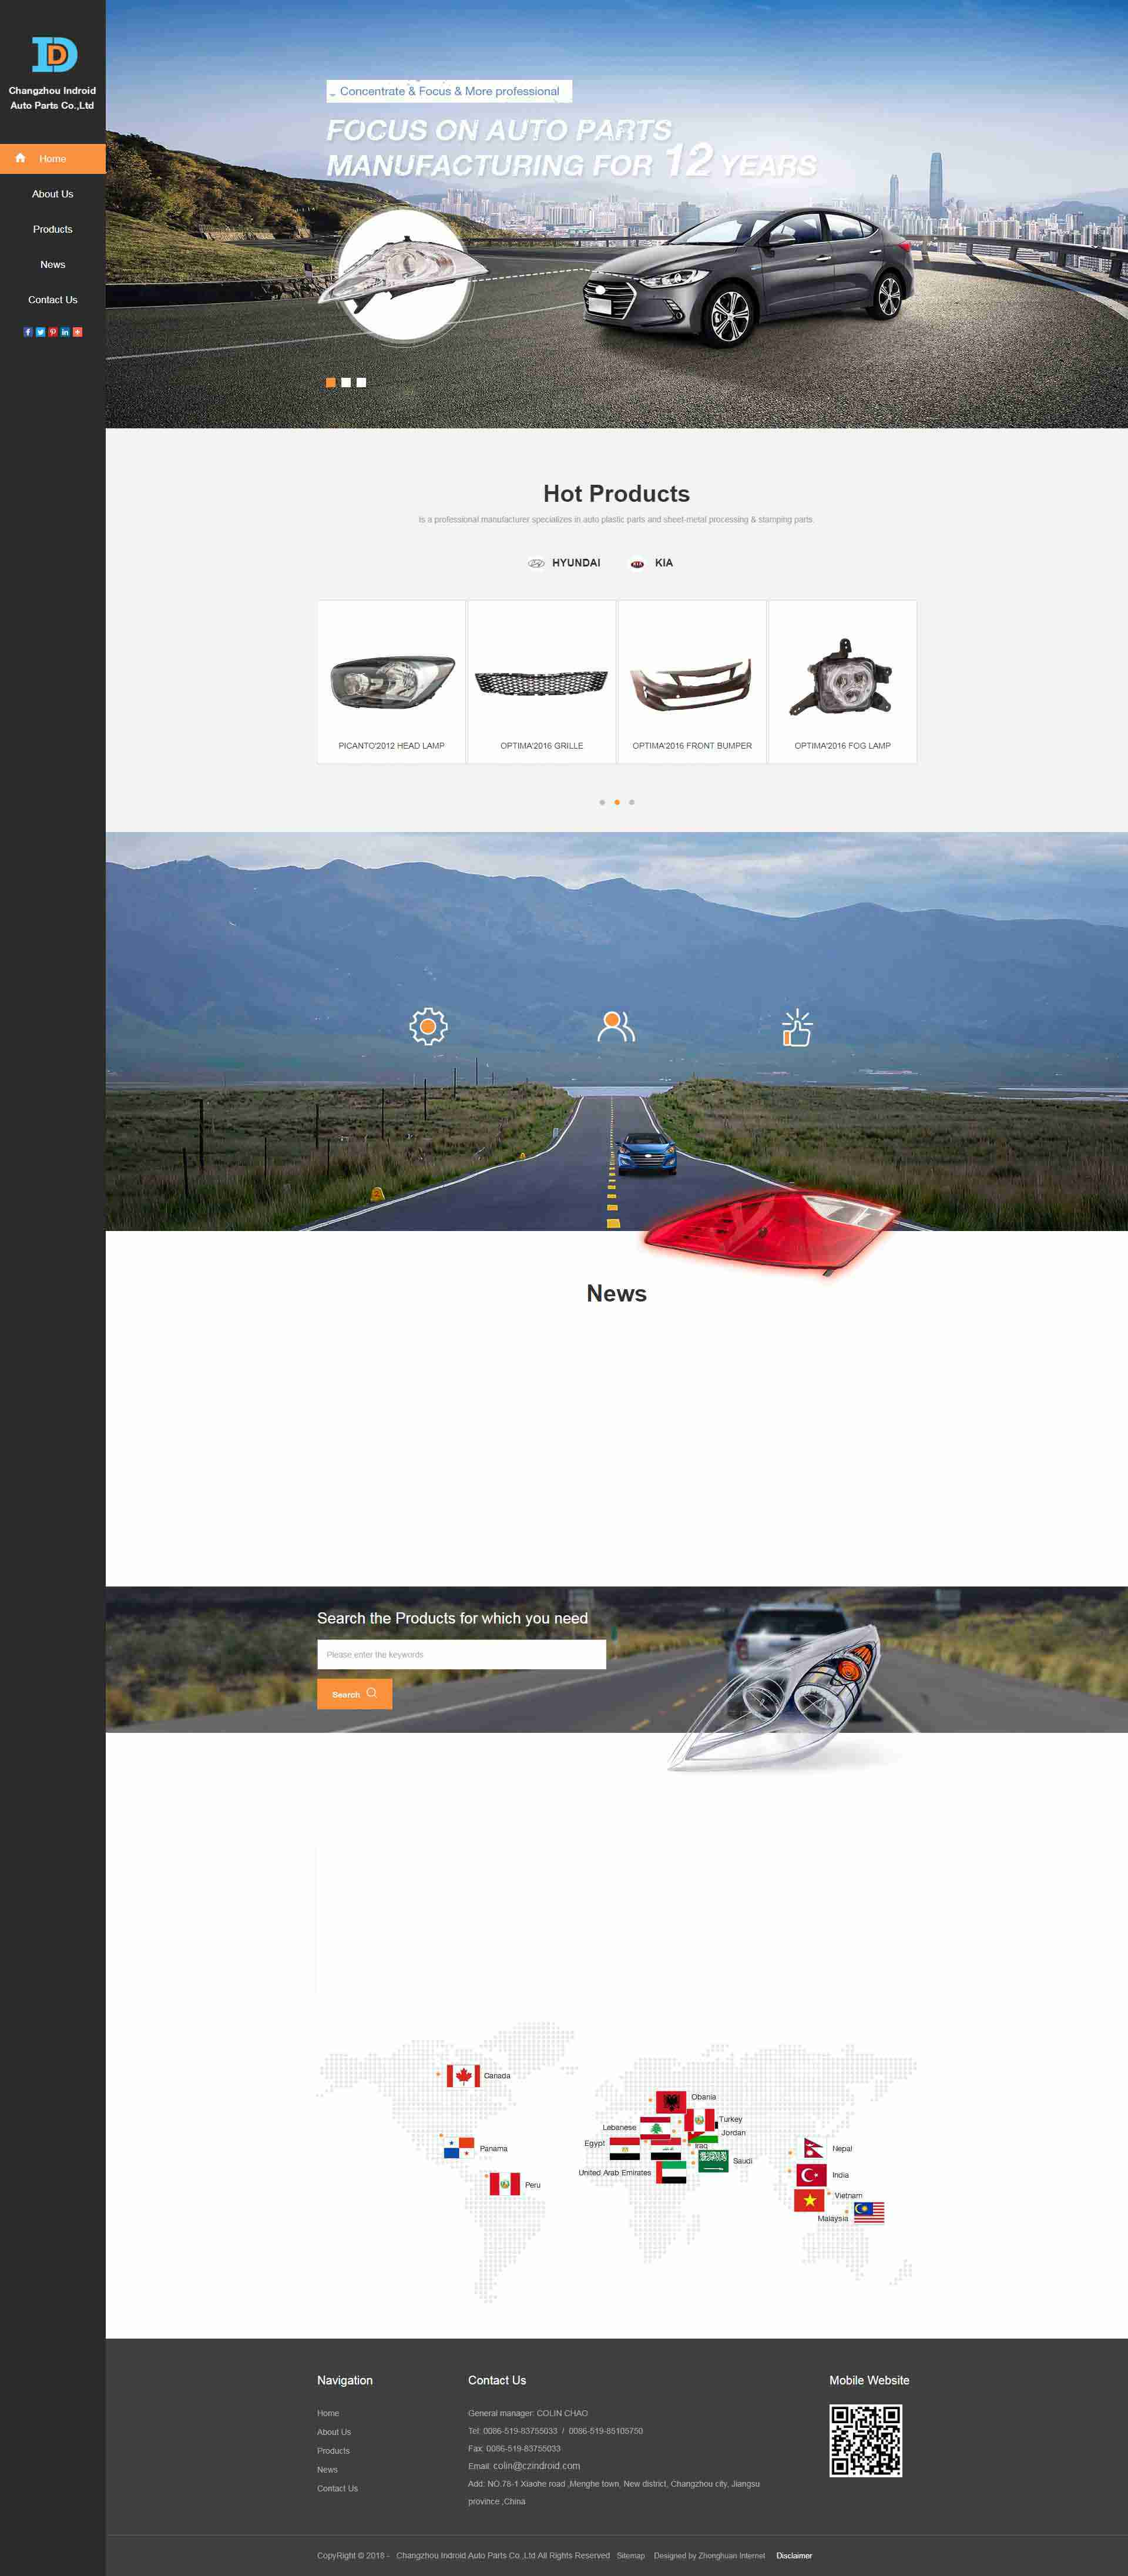 Changzhou Indroid
Auto Parts Co.,Ltd
Home
About Us
Products
News
Contact Us
Concentrate & Focus & More professional
FOCUS ON AUTO PARTS
MANUFACTURING FOR 12 YEARS
Hot Products
Is a professional manufacturer specializes in auto plastic parts and sheet-metal processing & stamping parts.
HYUNDAI
KIA
PICANTO'2012 HEAD LAMP
OPTIMA'2016 GRILLE
OPTIMA'2016 FRONT BUMPER
OPTIMA'2016 FOG LAMP
News
Search the Products for which you need
Please enter the keywords
Search
Canada
Obania
Turkey
Lebanese
Jordan
Egypt
Iraq
Panama
Nepal
Saudi
United Arab Emirates
India
Peru
Vietnam
Malaysia
Navigation
Home
About Us
Products
News
Contact Us
Contact Us
General manager: COLIN CHAO
Tel: 0086-519-83755033 / 0086-519-85105750
Fax: 0086-519-83755033
Email: colin@czindroid.com
Add: NO.78-1 Xiaohe road ,Menghe town, New district, Changzhou city, Jiangsu
province ,China
Mobile Website
CopyRight © 2018 - Changzhou Indroid Auto Parts Co.,Ltd All Rights Reserved Sitemap Designed by Zhonghuan Internet Disclaimer